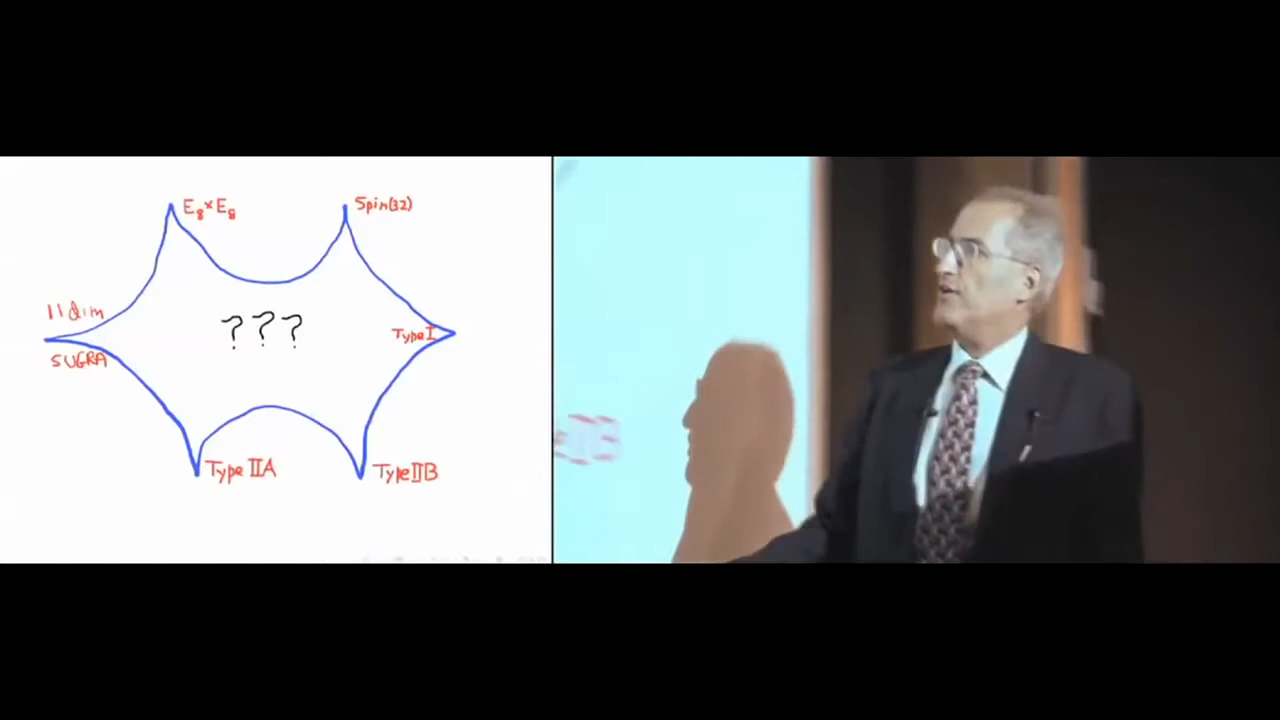 E8×E8
Spin(32)
11 dim
SUGRA
???
Type I
Type IIA
Type IIB